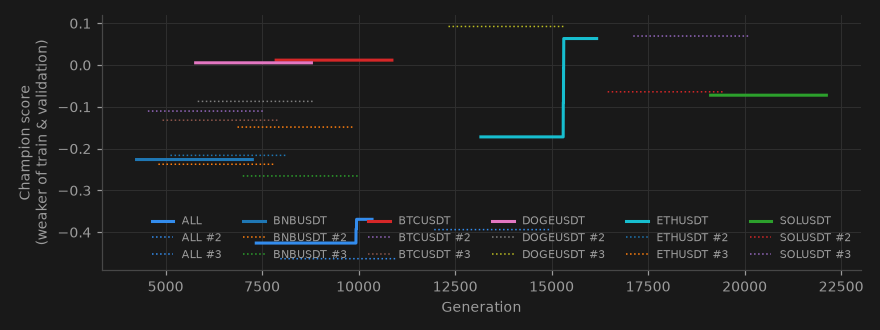 0.1
0.0
−0.1
−0.2
−0.3
−0.4
Champion score
(weaker of train & validation)
ALL BNBUSDT BTCUSDT DOGEUSDT ETHUSDT SOLUSDT
ALL #2 BNBUSDT #2 BTCUSDT #2 DOGEUSDT #2 ETHUSDT #2 SOLUSDT #2
ALL #3 BNBUSDT #3 BTCUSDT #3 DOGEUSDT #3 ETHUSDT #3 SOLUSDT #3
5000 7500 10000 12500 15000 17500 20000 22500
Generation